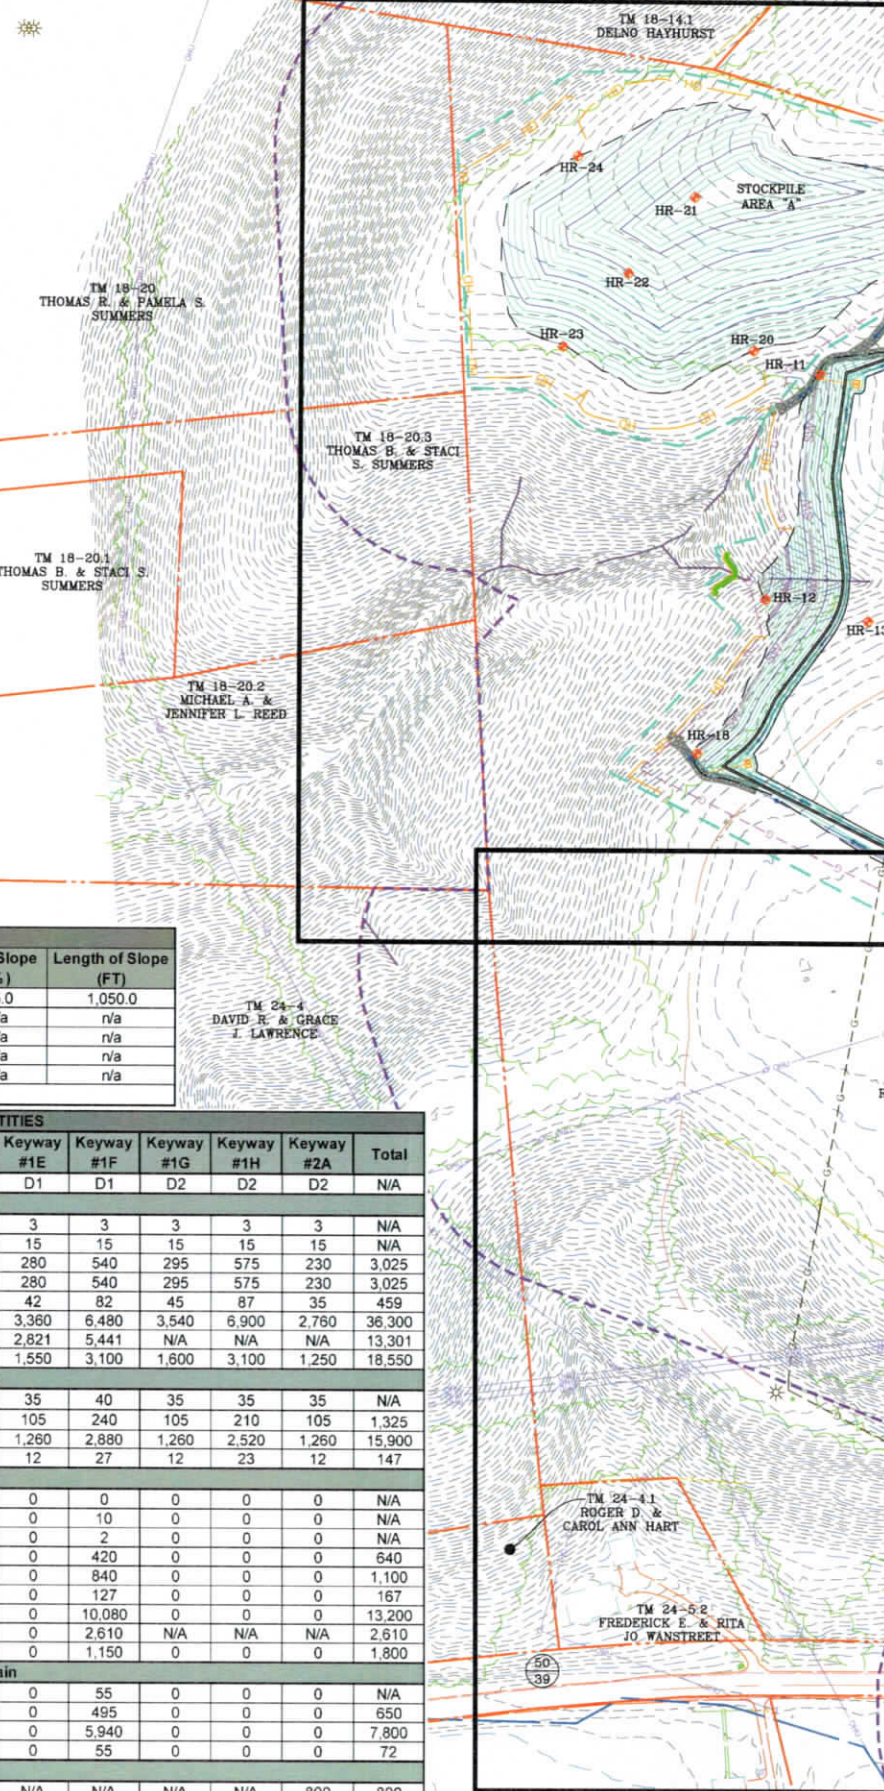 TM 18-14.1
DELNO HAYHURST
HR-24
HR-21
STOCKPILE
AREA "A"
HR-22
TM 18-20
THOMAS R. & PAMELA S.
SUMMERS
HR-23
HR-20
HR-11
TM 18-20.3
THOMAS B. & STACI
S. SUMMERS
TM 18-20.1
THOMAS B. & STACI S.
SUMMERS
HR-12
HR-13
TM 18-20.2
MICHAEL A. &
JENNIFER L. REED
HR-18
Slope Length of Slope
(FT)
1,050.0
n/a
n/a
n/a
n/a
TM 24-4
DAVID R. & GRACE
J. LAWRENCE
Keyway Keyway Keyway Keyway Keyway Total
#1E #1F #1G #1H #2A
D1 D1 D2 D2 D2 N/A
3 3 3 3 3 N/A
15 15 15 15 15 N/A
280 540 295 575 230 3,025
280 540 295 575 230 3,025
42 82 45 87 35 459
3,360 6,480 3,540 6,900 2,760 36,300
2,821 5,441 N/A N/A N/A 13,301
1,550 3,100 1,600 3,100 1,250 18,550
35 40 35 35 35 N/A
105 240 105 210 105 1,325
1,260 2,880 1,260 2,520 1,260 15,900
12 27 12 23 12 147
0 0 0 0 0 N/A
0 10 0 0 0 N/A
0 2 0 0 0 N/A
0 420 0 0 0 640
0 840 0 0 0 1,100
0 127 0 0 0 167
0 10,080 0 0 0 13,200
0 2,610 N/A N/A N/A 2,610
0 1,150 0 0 0 1,800
0 55 0 0 0 N/A
0 495 0 0 0 650
0 5,940 0 0 0 7,800
0 55 0 0 0 72
TM 24-4.1
ROGER D. &
CAROL ANN HART
TM 24-5.2
FREDERICK E. & RITA
JO WANSTREET
50
39